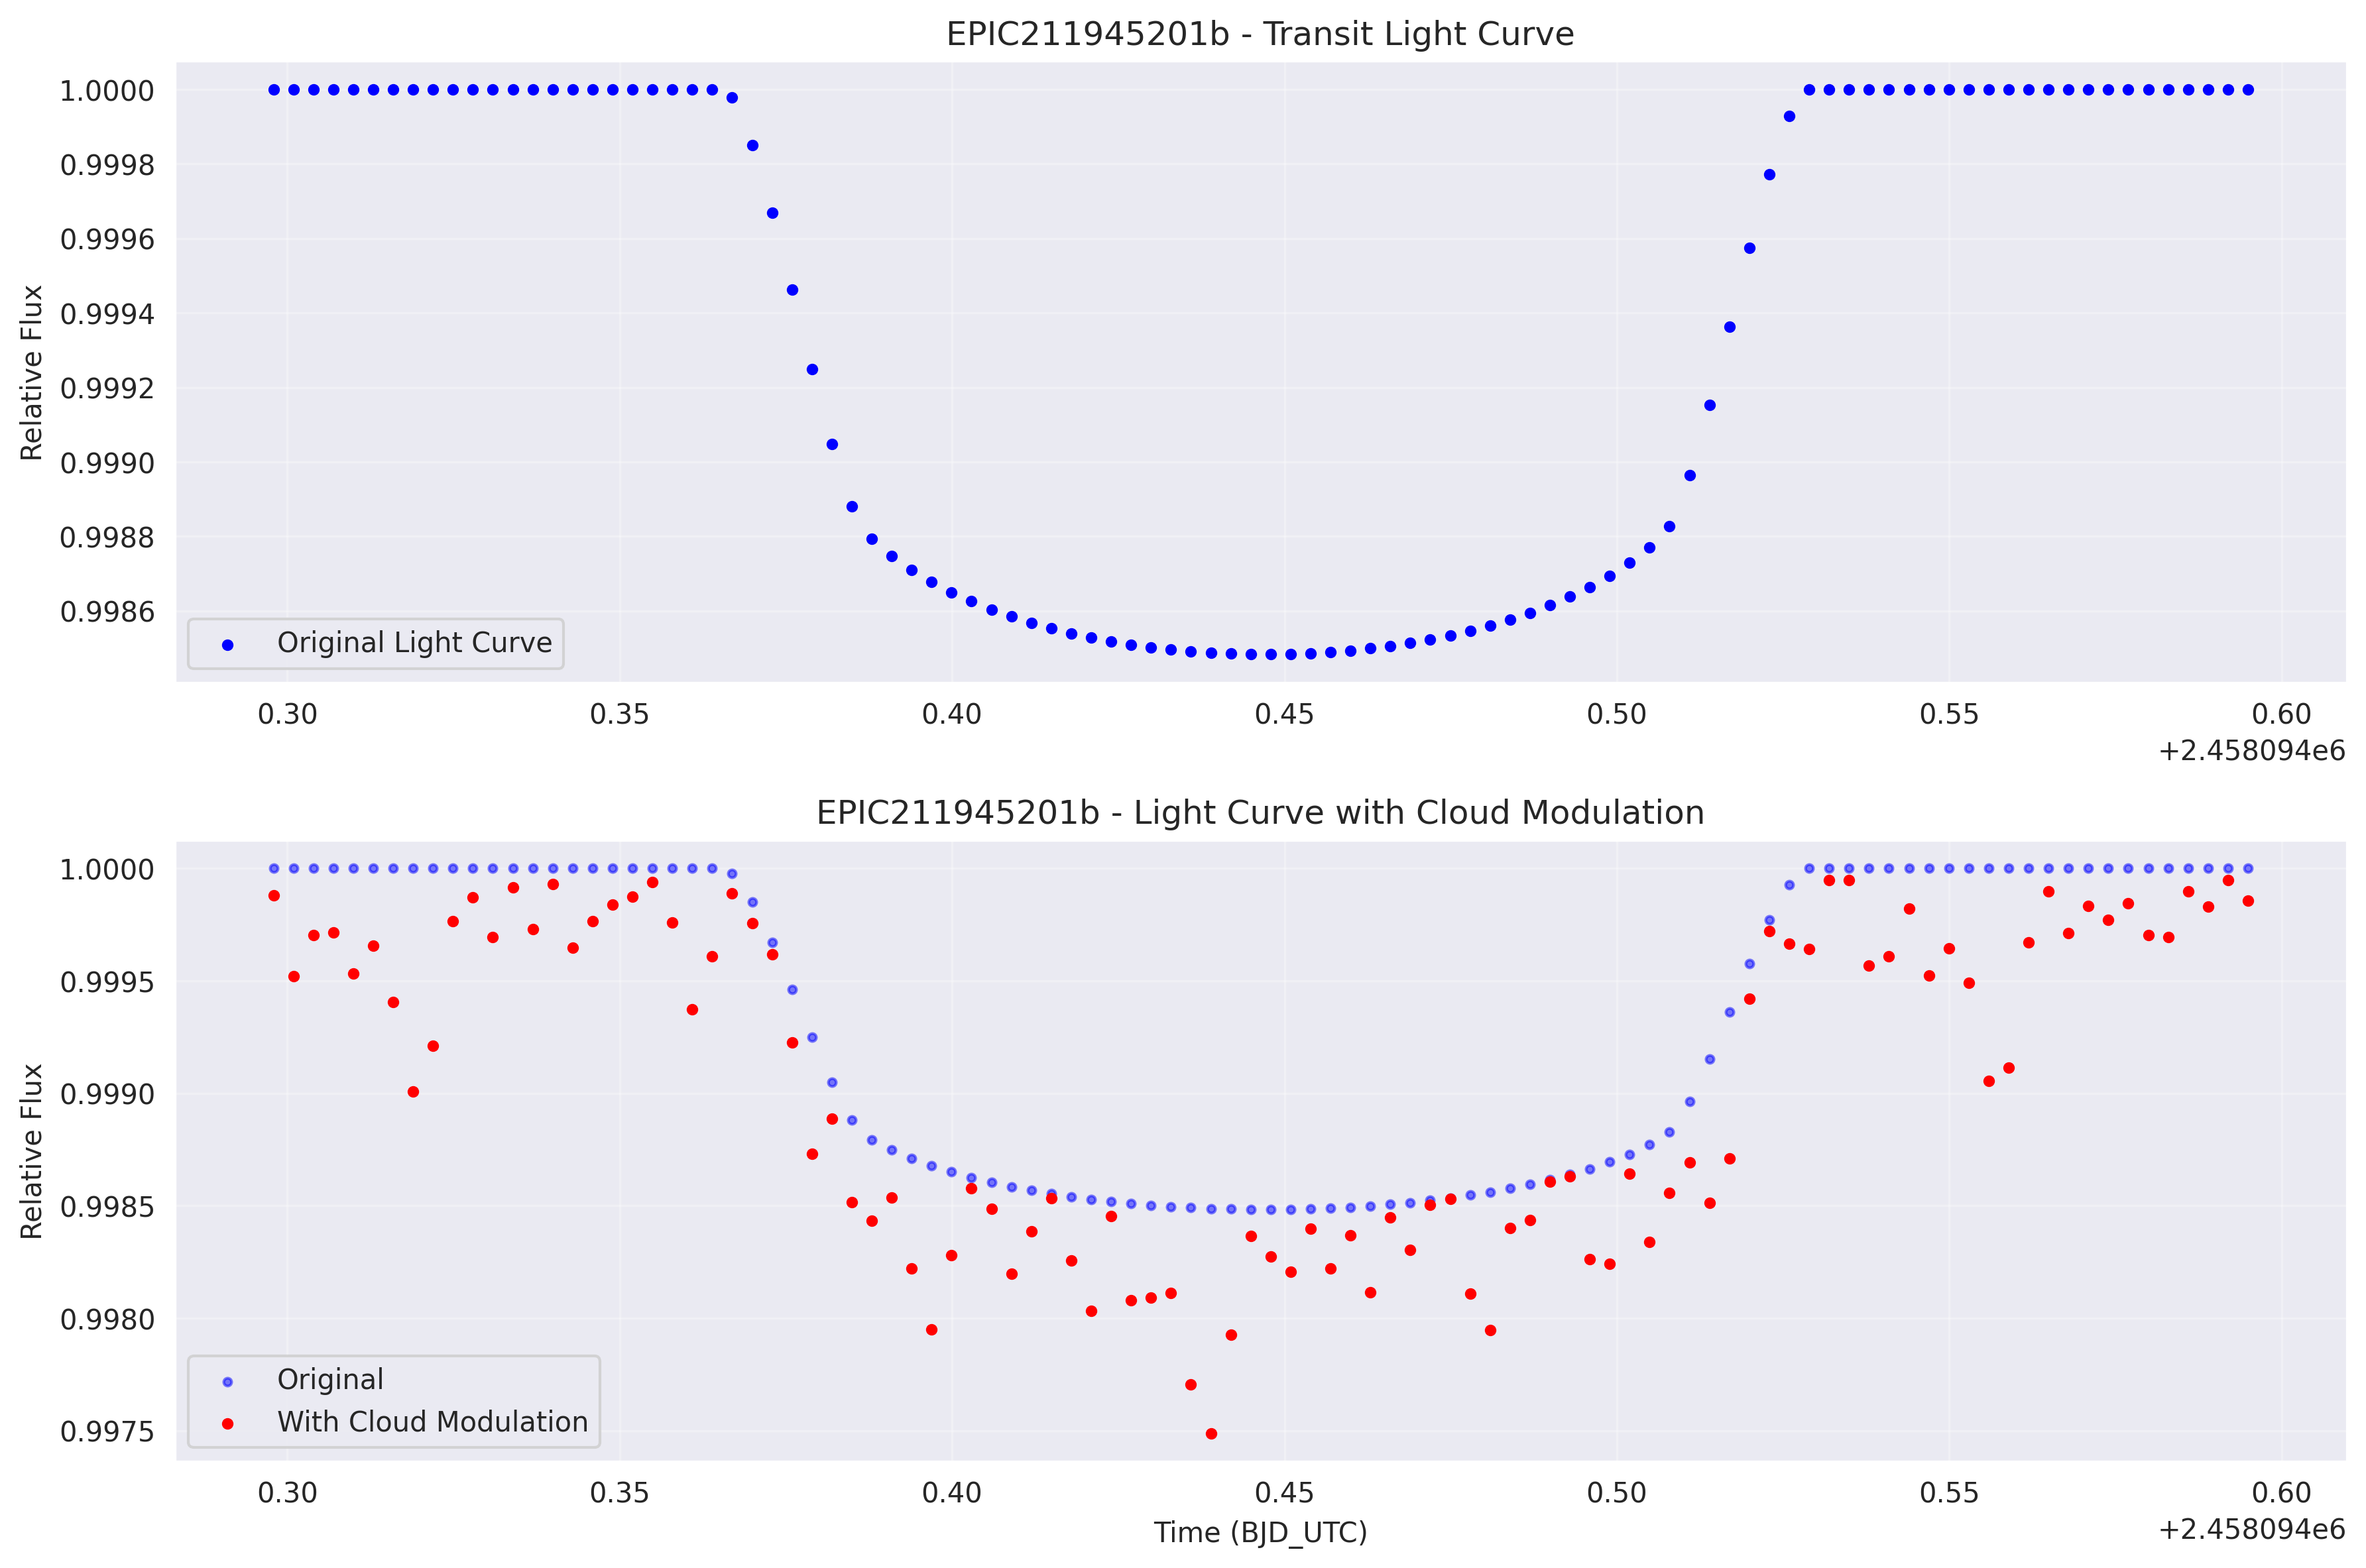 EPIC211945201b - Transit Light Curve
1.0000
0.9998
0.9996
0.9994
0.9992
0.9990
0.9988
0.9986
Relative Flux
Original Light Curve
0.30 0.35 0.40 0.45 0.50 0.55 0.60
+2.458094e6
EPIC211945201b - Light Curve with Cloud Modulation
1.0000
0.9995
0.9990
0.9985
0.9980
0.9975
Relative Flux
Original
With Cloud Modulation
0.30 0.35 0.40 0.45 0.50 0.55 0.60
Time (BJD_UTC)
+2.458094e6